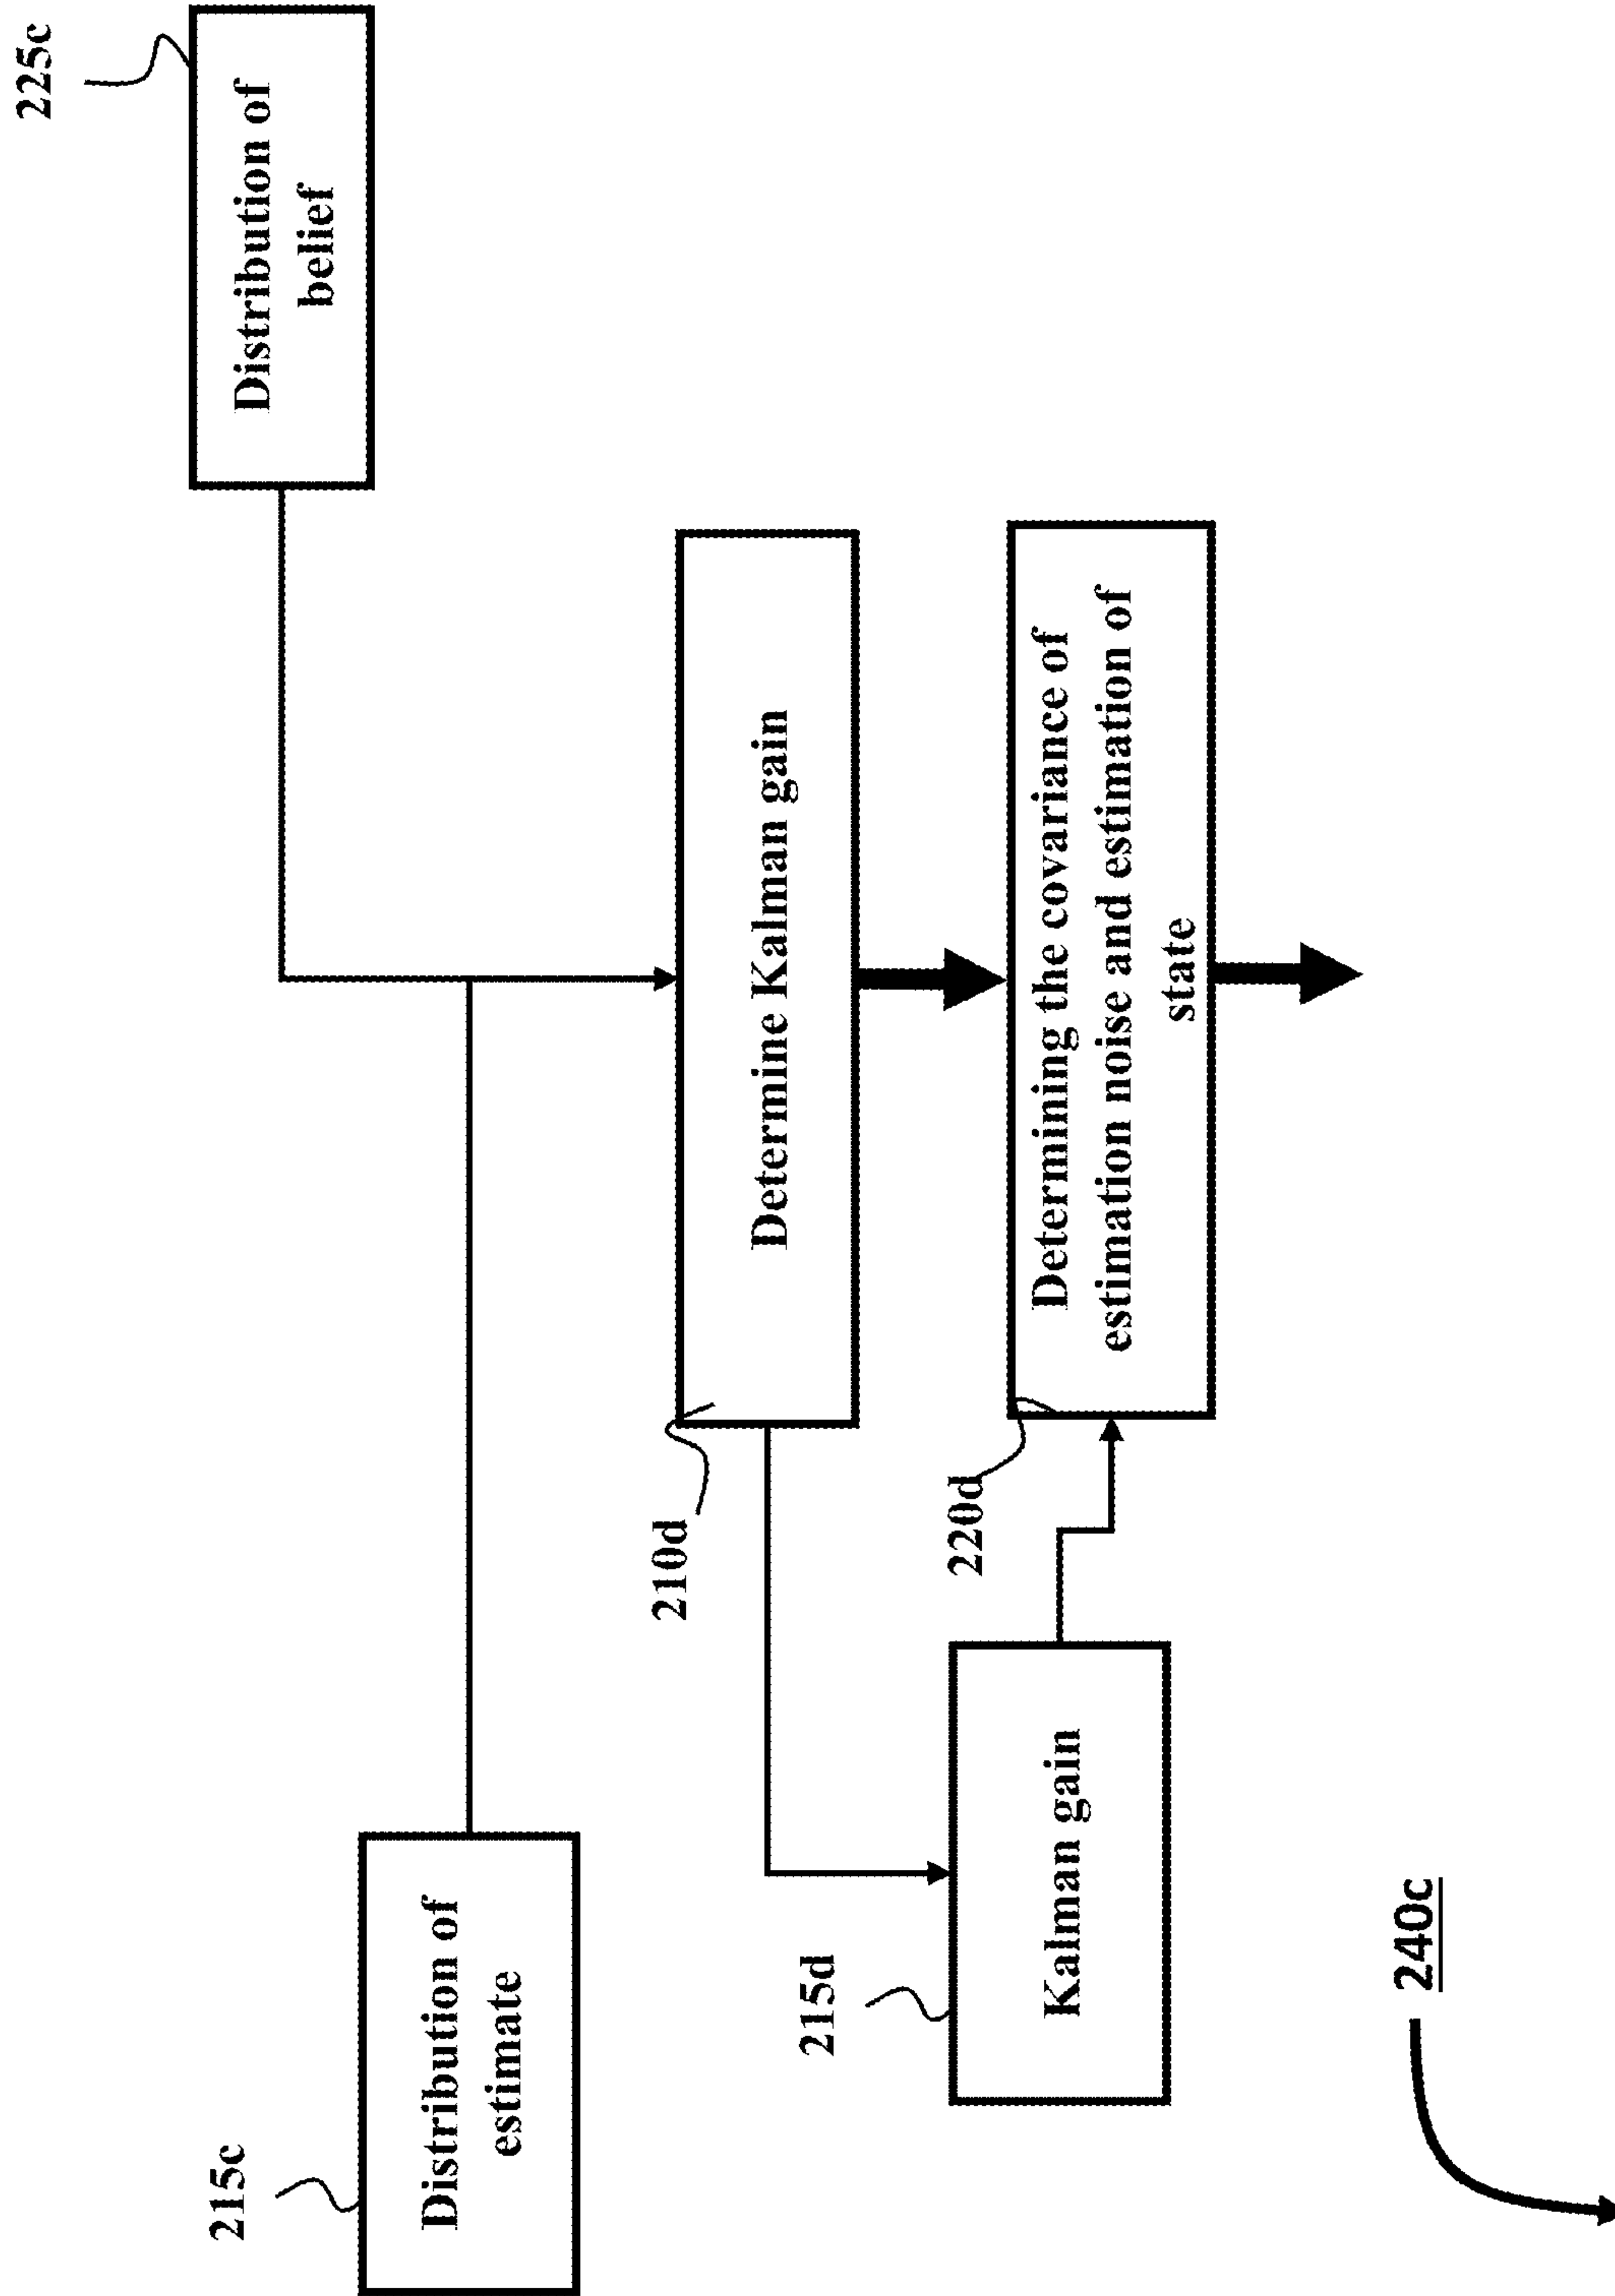 225c
Distribution of
belief
215c
Distribution of
estimate
210d
Determine Kalman gain
215d
Kalman gain
220d
Determining the covariance of
estimation noise and estimation of
state
240c